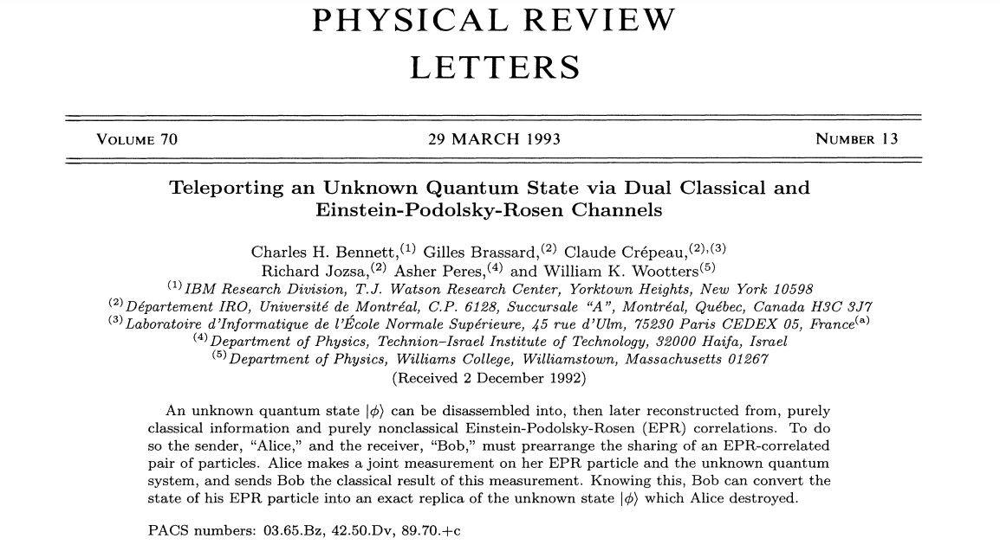 PHYSICAL REVIEW
LETTERS
VOLUME 70
29 MARCH 1993
NUMBER 13
Teleporting an Unknown Quantum State via Dual Classical and
Einstein-Podolsky-Rosen Channels
Charles H. Bennett,(1) Gilles Brassard,(2) Claude Crépeau,(2),(3)
Richard Jozsa,(2) Asher Peres,(4) and William K. Wootters(5)
(1) IBM Research Division, T.J. Watson Research Center, Yorktown Heights, New York 10598
(2) Département IRO, Université de Montréal, C.P. 6128, Succursale “A”, Montréal, Québec, Canada H3C 3J7
(3) Laboratoire d'Informatique de l'École Normale Supérieure, 45 rue d'Ulm, 75230 Paris CEDEX 05, France(a)
(4) Department of Physics, Technion–Israel Institute of Technology, 32000 Haifa, Israel
(5) Department of Physics, Williams College, Williamstown, Massachusetts 01267
(Received 2 December 1992)
An unknown quantum state |ϕ⟩ can be disassembled into, then later reconstructed from, purely
classical information and purely nonclassical Einstein-Podolsky-Rosen (EPR) correlations. To do
so the sender, “Alice,” and the receiver, “Bob,” must prearrange the sharing of an EPR-correlated
pair of particles. Alice makes a joint measurement on her EPR particle and the unknown quantum
system, and sends Bob the classical result of this measurement. Knowing this, Bob can convert the
state of his EPR particle into an exact replica of the unknown state |ϕ⟩ which Alice destroyed.
PACS numbers: 03.65.Bz, 42.50.Dv, 89.70.+c